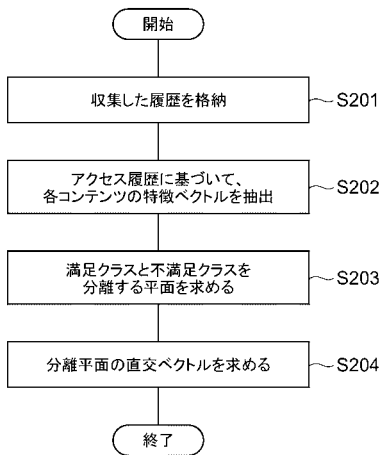 開始
収集した履歴を格納
S201
アクセス履歴に基づいて、
各コンテンツの特徴ベクトルを抽出
S202
満足クラスと不満足クラスを
分離する平面を求める
S203
分離平面の直交ベクトルを求める
S204
終了